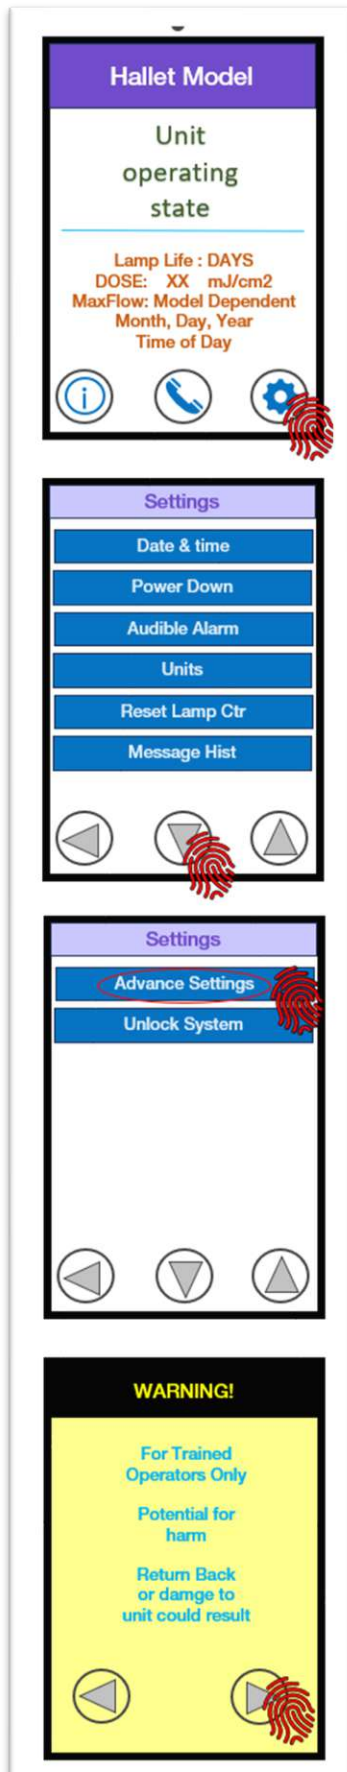 Hallet Model
Unit
operating
state
Lamp Life : DAYS
DOSE: XX mJ/cm2
MaxFlow: Model Dependent
Month, Day, Year
Time of Day
i
Settings
Date & time
Power Down
Audible Alarm
Units
Reset Lamp Ctr
Message Hist
Settings
Advance Settings
Unlock System
WARNING!
For Trained
Operators Only
Potential for
harm
Return Back
or damge to
unit could result